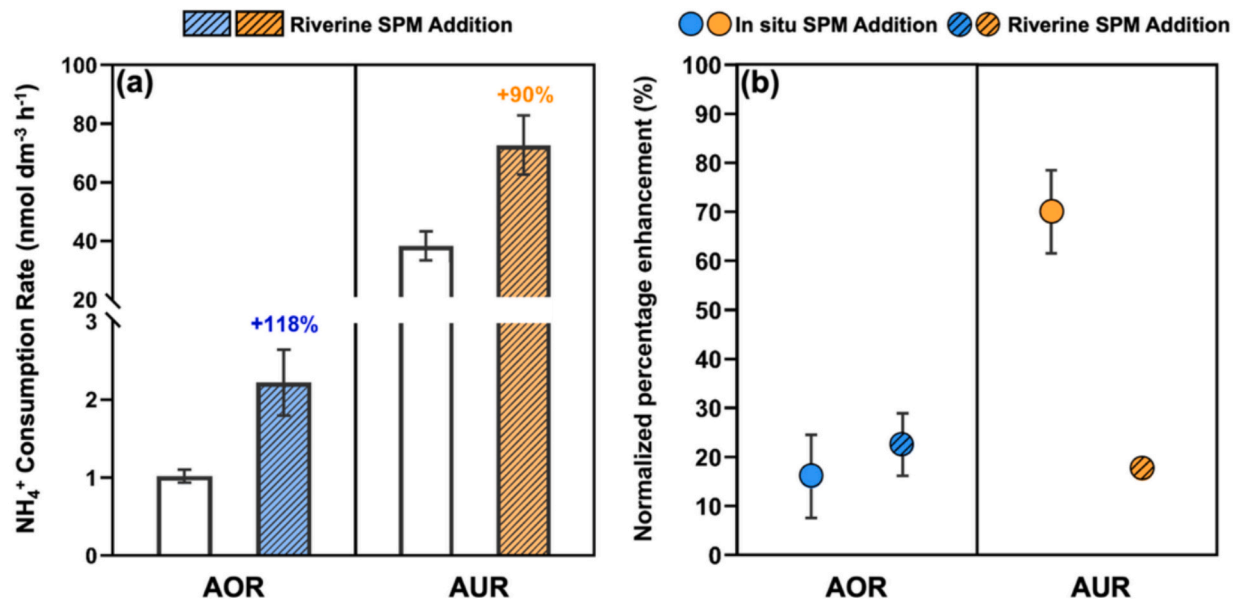 Riverine SPM Addition
(a)
NH₄⁺ Consumption Rate (nmol dm⁻³ h⁻¹)
100
80
60
40
20
3
2
1
0
+118%
+90%
AOR
AUR
In situ SPM Addition
Riverine SPM Addition
(b)
Normalized percentage enhancement (%)
100
90
80
70
60
50
40
30
20
10
0
AOR
AUR